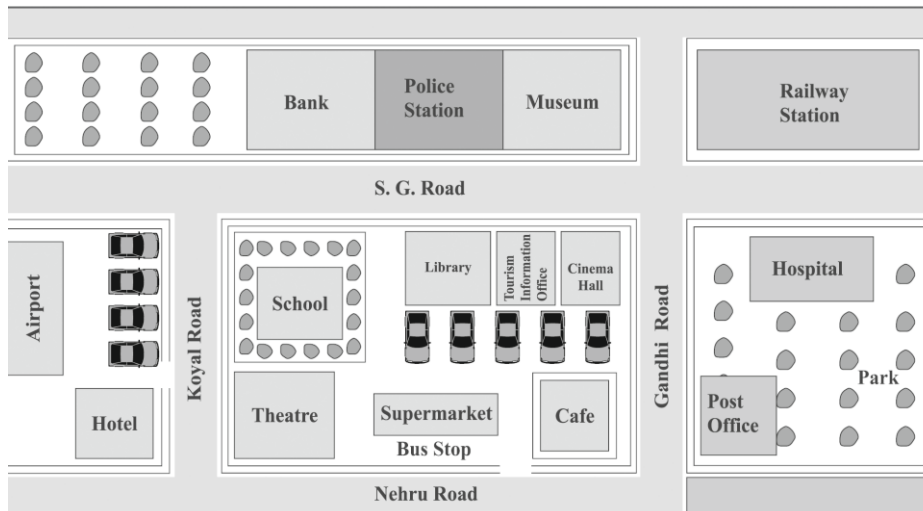 Bank
Police
Station
Museum
Railway
Station
S. G. Road
Airport
Koyal Road
School
Library
Tourism
Information
Office
Cinema
Hall
Gandhi Road
Hospital
Park
Hotel
Theatre
Supermarket
Bus Stop
Cafe
Post
Office
Nehru Road